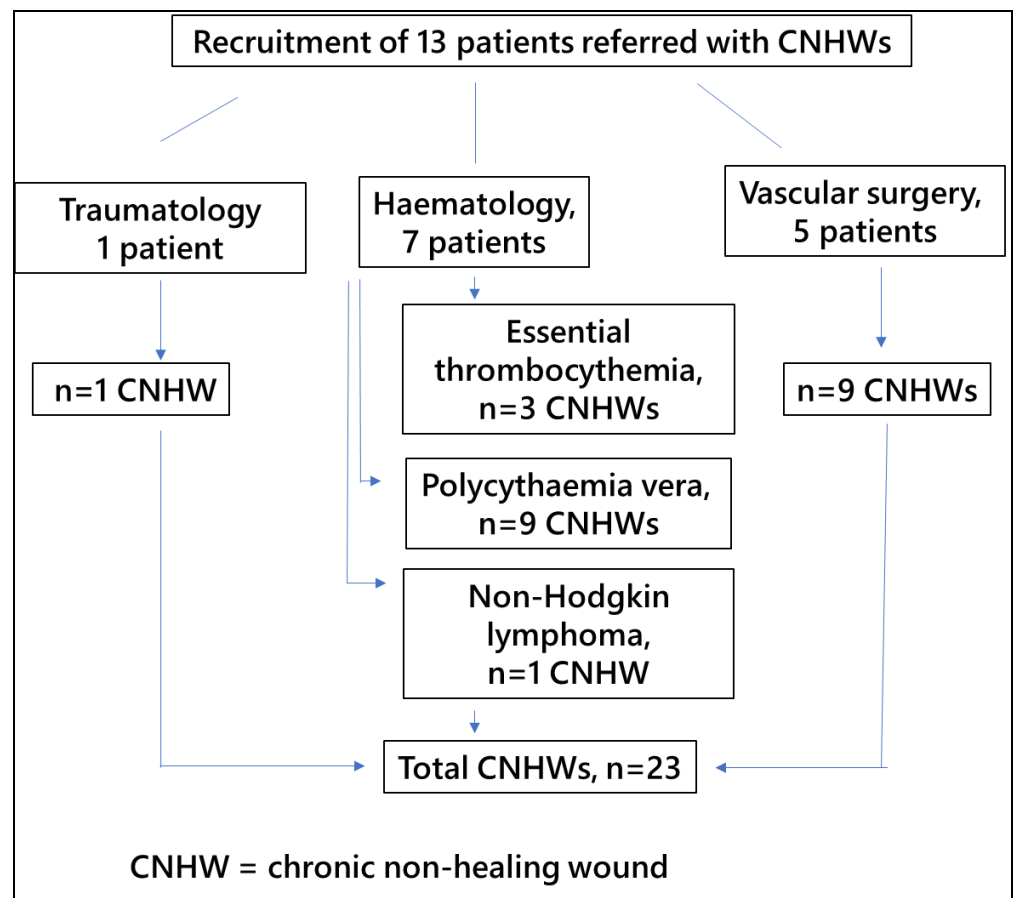 Recruitment of 13 patients referred with CNHWs
Traumatology
1 patient
Haematology,
7 patients
Vascular surgery,
5 patients
n=1 CNHW
Essential
thrombocythemia,
n=3 CNHWs
n=9 CNHWs
Polycythaemia vera,
n=9 CNHWs
Non-Hodgkin
lymphoma,
n=1 CNHW
Total CNHWs, n=23
CNHW = chronic non-healing wound